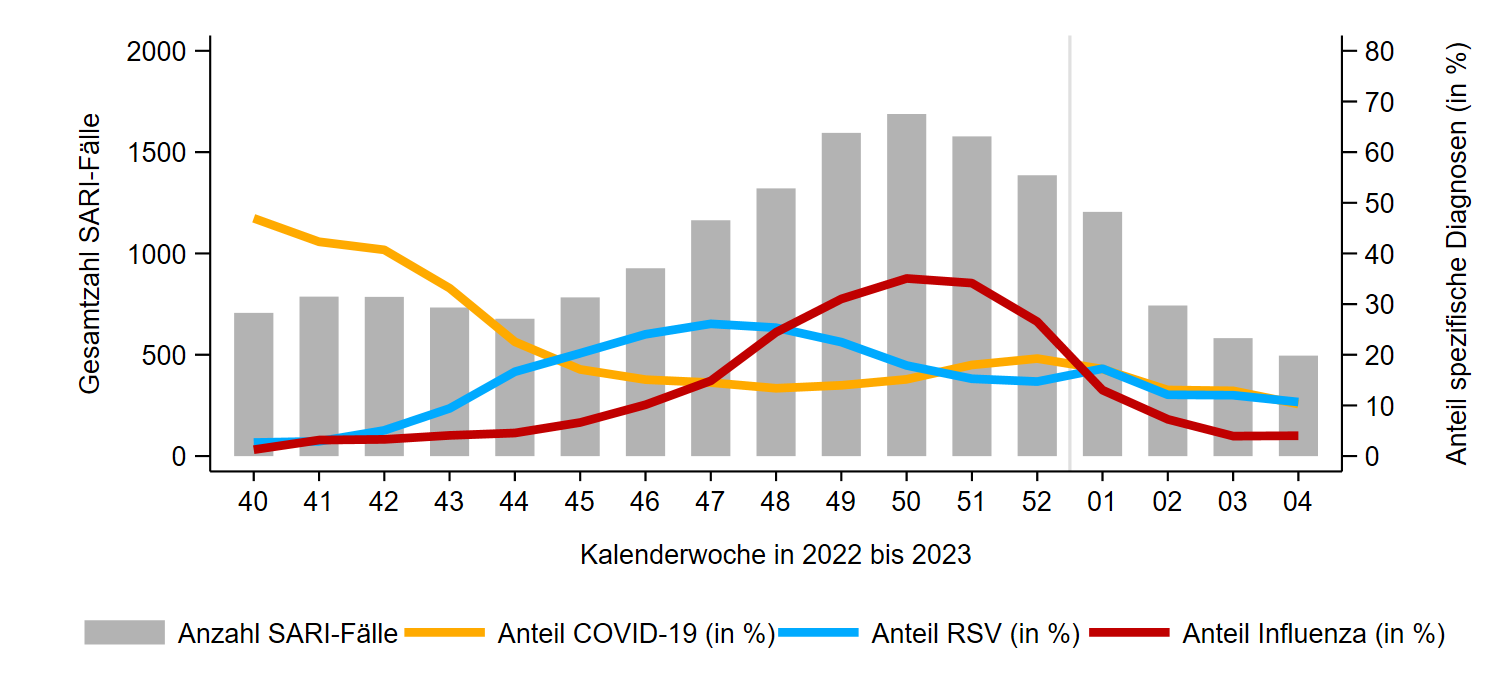 Gesamtzahl SARI-Fälle
2000
1500
1000
500
0
80
70
60
50
40
30
20
10
0
Anteil spezifische Diagnosen (in %)
40 41 42 43 44 45 46 47 48 49 50 51 52 01 02 03 04
Kalenderwoche in 2022 bis 2023
Anzahl SARI-Fälle Anteil COVID-19 (in %) Anteil RSV (in %) Anteil Influenza (in %)